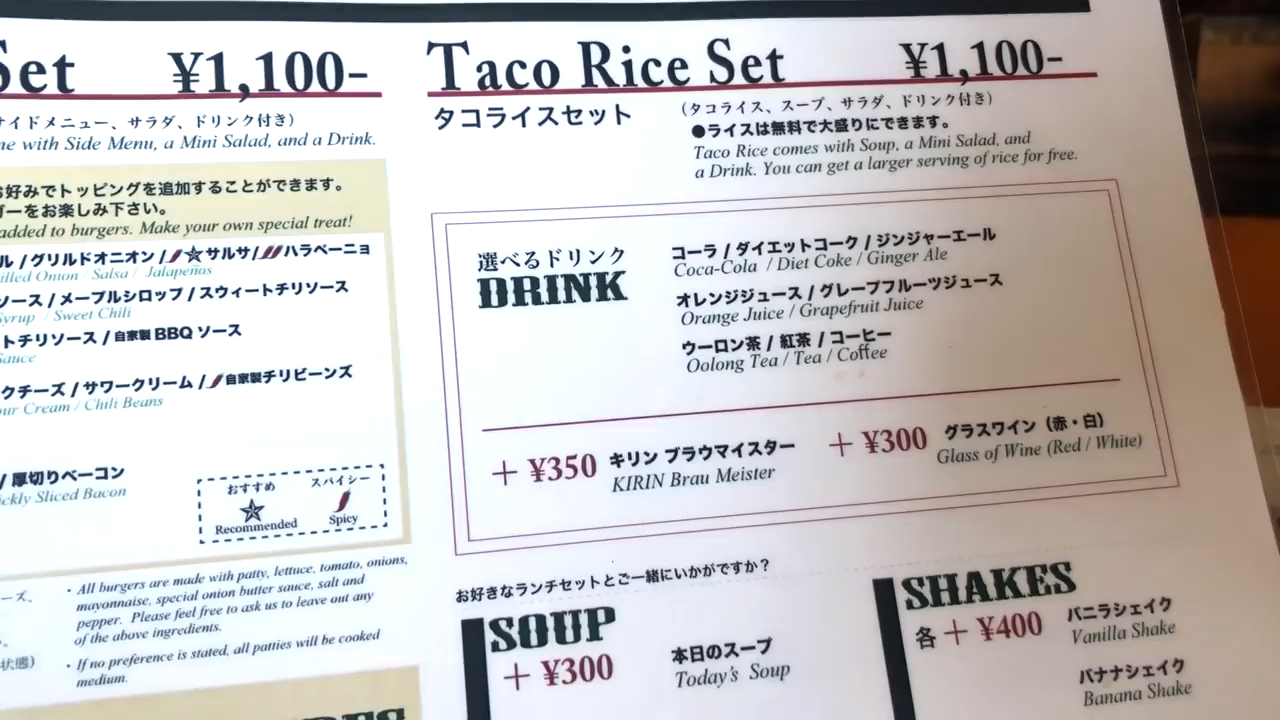 Set ¥1,100-
サイドメニュー、サラダ、ドリンク付き）
me with Side Menu, a Mini Salad, and a Drink.
お好みでトッピングを追加することができます。
ガーをお楽しみ下さい。
added to burgers. Make your own special treat!
ル / グリルドオニオン / サルサ / ハラペーニョ
illed Onion / Salsa / Jalapeños
ソース / メープルシロップ / スウィートチリソース
Syrup / Sweet Chili
トチリソース / 自家製 BBQ ソース
Sauce
クチーズ / サワークリーム / 自家製チリビーンズ
our Cream / Chili Beans
/ 厚切りベーコン
ickly Sliced Bacon
おすすめ スパイシー
Recommended Spicy
・All burgers are made with patty, lettuce, tomato, onions,
mayonnaise, special onion butter sauce, salt and
pepper. Please feel free to ask us to leave out any
of the above ingredients.
・If no preference is stated, all patties will be cooked
medium.
ーズ、
状態）
Taco Rice Set ¥1,100-
タコライスセット
（タコライス、スープ、サラダ、ドリンク付き）
●ライスは無料で大盛りにできます。
Taco Rice comes with Soup, a Mini Salad, and
a Drink. You can get a larger serving of rice for free.
選べるドリンク
DRINK
コーラ / ダイエットコーク / ジンジャーエール
Coca-Cola / Diet Coke / Ginger Ale
オレンジジュース / グレープフルーツジュース
Orange Juice / Grapefruit Juice
ウーロン茶 / 紅茶 / コーヒー
Oolong Tea / Tea / Coffee
＋ ¥350 キリン ブラウマイスター
KIRIN Brau Meister
＋ ¥300 グラスワイン（赤・白）
Glass of Wine (Red / White)
お好きなランチセットとご一緒にいかがですか？
SOUP
＋ ¥300
本日のスープ
Today's Soup
SHAKES
各 ＋ ¥400
バニラシェイク
Vanilla Shake
バナナシェイク
Banana Shake